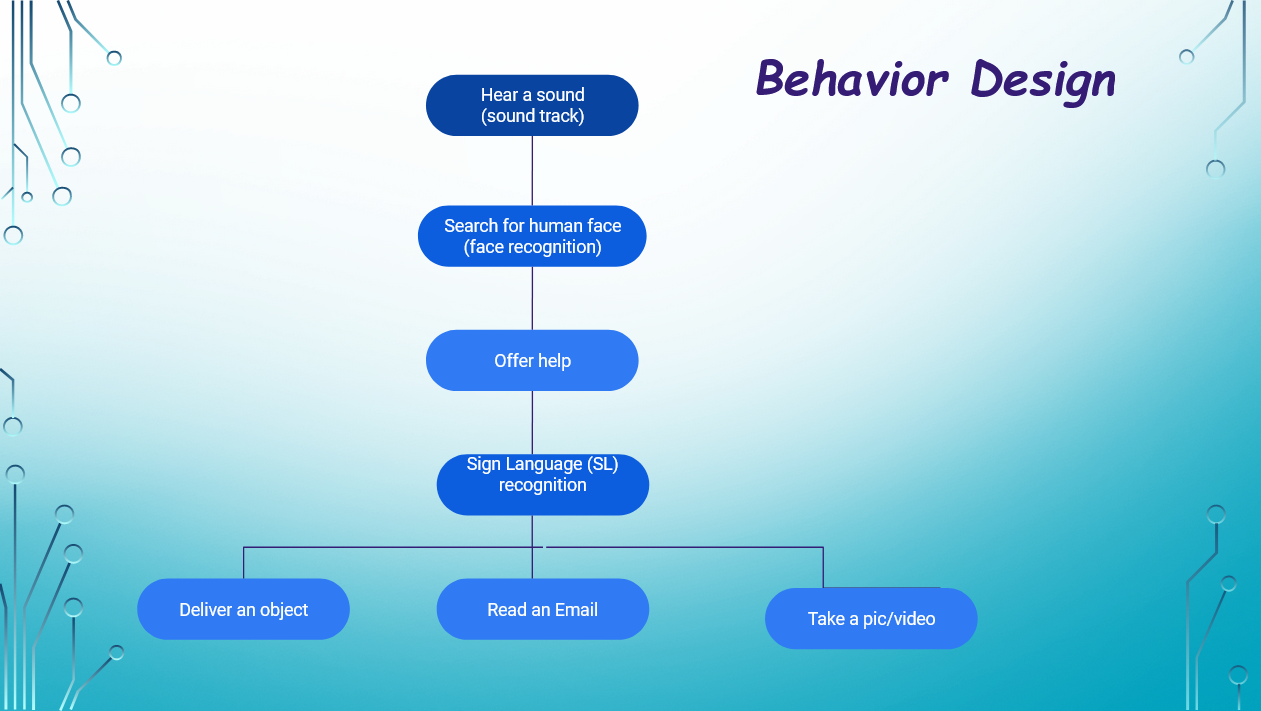 Behavior Design
Hear a sound
(sound track)
Search for human face
(face recognition)
Offer help
Sign Language (SL)
recognition
Deliver an object
Read an Email
Take a pic/video